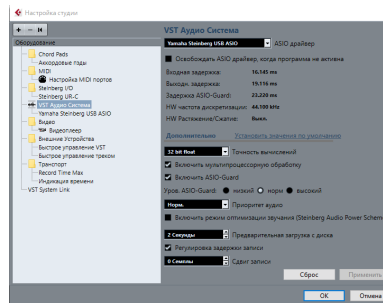 Настройка студии
+ – |◄
Оборудование
Chord Pads
Аккордовые пэды
MIDI
Настройка MIDI портов
Steinberg I/O
Steinberg UR-C
VST Аудио Система
Yamaha Steinberg USB ASIO
Видео
Видеоплеер
Внешние Устройства
Быстрое управление VST
Быстрое управление треком
Транспорт
Record Time Max
Индикация времени
VST System Link
VST Аудио Система
Yamaha Steinberg USB ASIO ASIO драйвер
Освобождать ASIO драйвер, когда программа не активна
Входная задержка: 16.145 ms
Выходн. задержка: 19.116 ms
Задержка ASIO-Guard: 23.220 ms
HW частота дискретизации: 44.100 kHz
HW Растяжение/Сжатие: Выкл.
Дополнительно Установить значения по умолчанию
32 bit float Точность вычислений
Включить мультипроцессорную обработку
Включить ASIO-Guard
Уров. ASIO-Guard: низкий норм высокий
Норм. Приоритет аудио
Включить режим оптимизации звучания (Steinberg Audio Power Schem
2 Секунды Предварительная загрузка с диска
Регулировка задержки записи
0 Семплы Сдвиг записи
Сброс Применить
OK Отмена